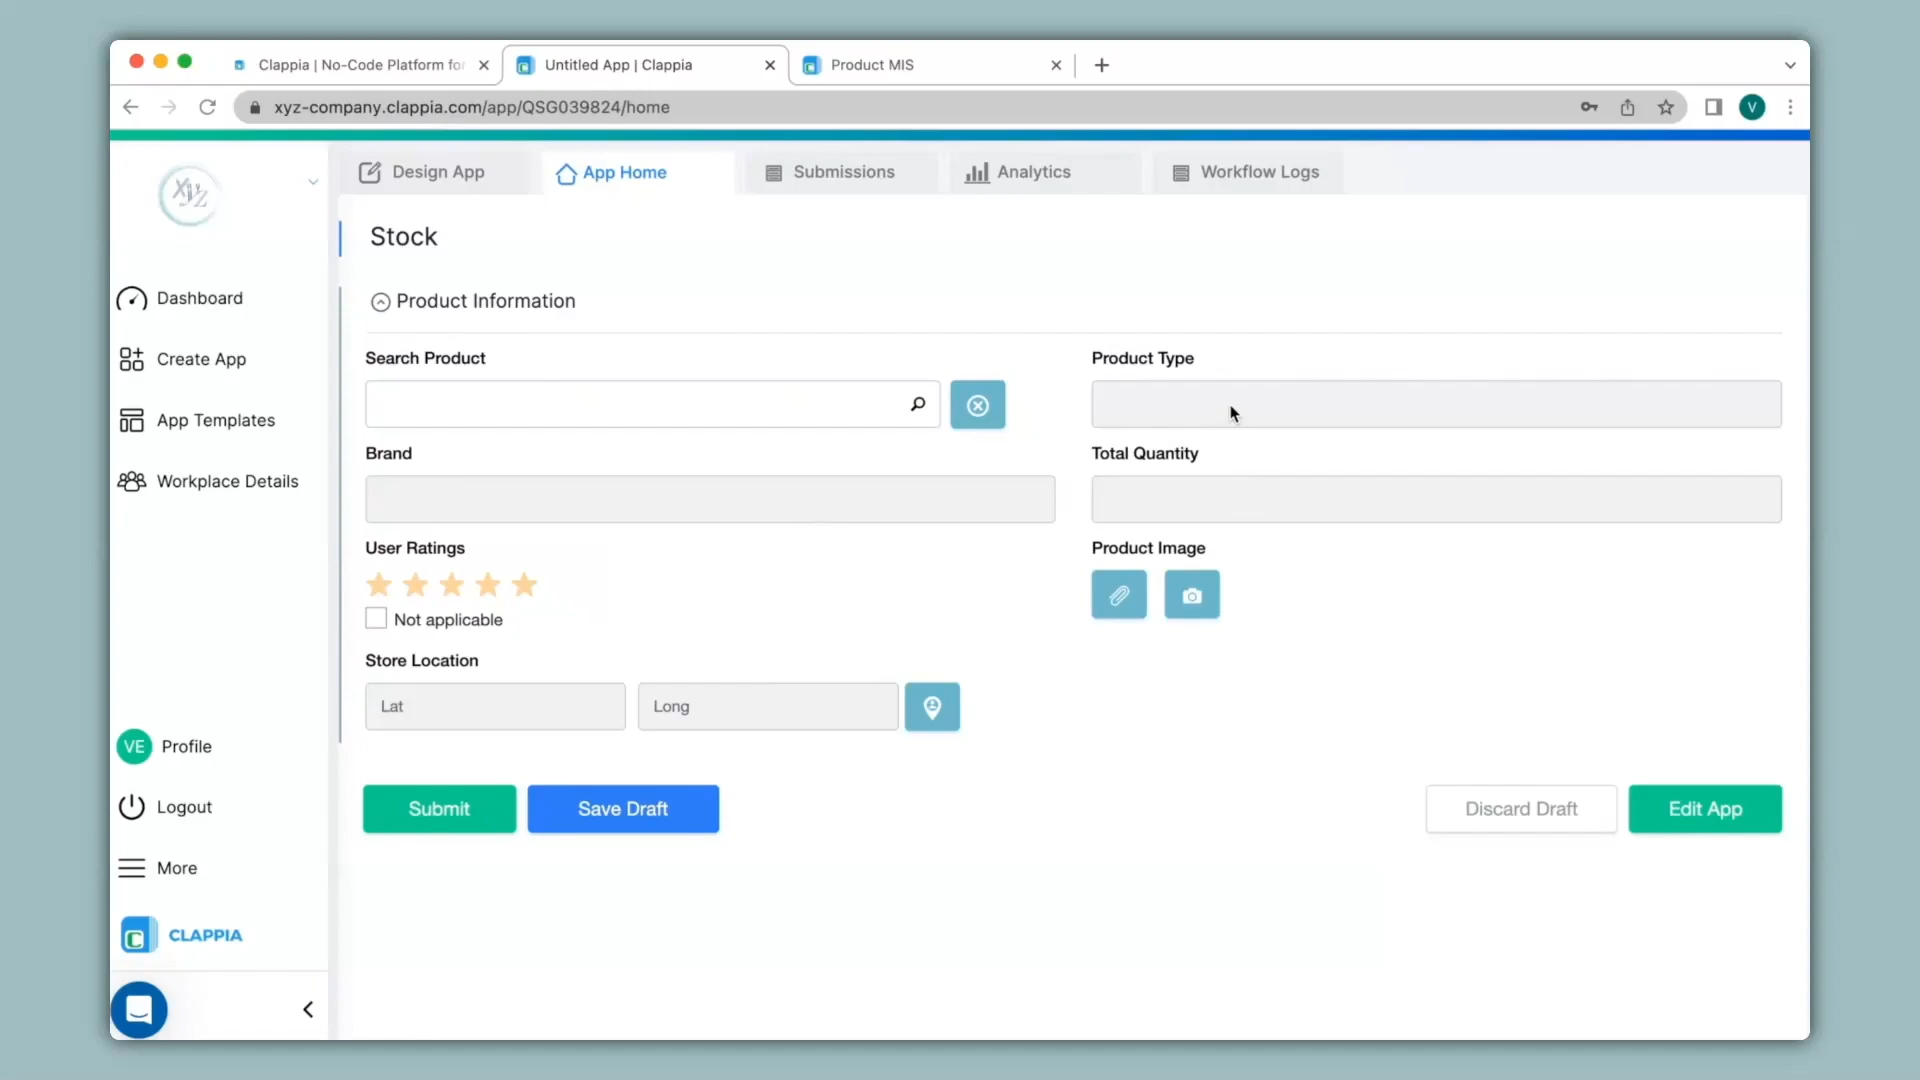 Clappia | No-Code Platform for
Untitled App | Clappia
Product MIS
xyz-company.clappia.com/app/QSG039824/home
V
XYZ
Design App
App Home
Submissions
Analytics
Workflow Logs
Stock
Product Information
Dashboard
Create App
App Templates
Workplace Details
Search Product
Product Type
Brand
Total Quantity
User Ratings
Product Image
Not applicable
Store Location
Lat
Long
VE Profile
Logout
More
CLAPPIA
Submit
Save Draft
Discard Draft
Edit App